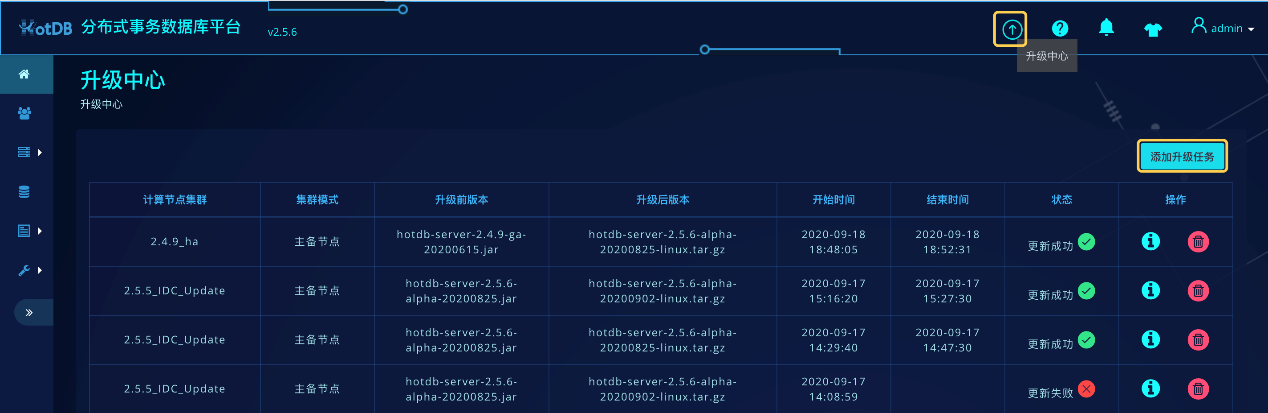 HotDB 分布式事务数据库平台 v2.5.6 admin
升级中心
升级中心
升级中心
添加升级任务
计算节点集群 集群模式 升级前版本 升级后版本 开始时间 结束时间 状态 操作
2.4.9_ha 主备节点 hotdb-server-2.4.9-ga-20200615.jar hotdb-server-2.5.6-alpha-20200825-linux.tar.gz 2020-09-18 18:48:05 2020-09-18 18:52:31 更新成功
2.5.5_IDC_Update 主备节点 hotdb-server-2.5.6-alpha-20200825.jar hotdb-server-2.5.6-alpha-20200902-linux.tar.gz 2020-09-17 15:16:20 2020-09-17 15:27:30 更新成功
2.5.5_IDC_Update 主备节点 hotdb-server-2.5.6-alpha-20200825.jar hotdb-server-2.5.6-alpha-20200825-linux.tar.gz 2020-09-17 14:29:40 2020-09-17 14:47:30 更新成功
2.5.5_IDC_Update 主备节点 hotdb-server-2.5.6-alpha-20200825.jar hotdb-server-2.5.6-alpha-20200902-linux.tar.gz 2020-09-17 14:08:59 更新失败